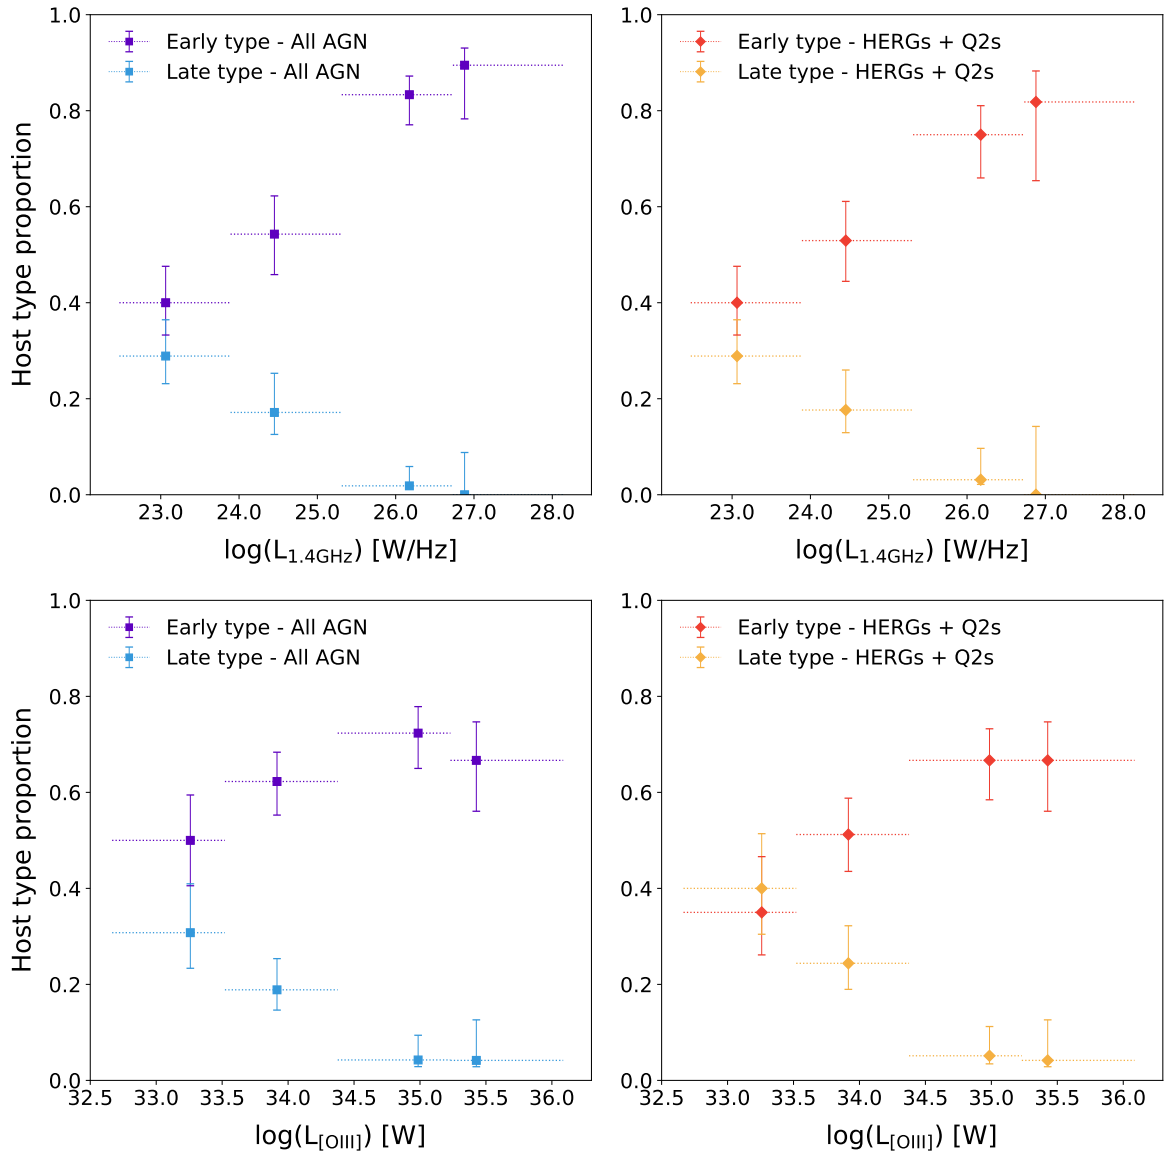 1.0
0.8
0.6
0.4
0.2
0.0
Host type proportion
Early type - All AGN
Late type - All AGN
23.0 24.0 25.0 26.0 27.0 28.0
log(L1.4GHz) [W/Hz]
1.0
0.8
0.6
0.4
0.2
0.0
Early type - HERGs + Q2s
Late type - HERGs + Q2s
23.0 24.0 25.0 26.0 27.0 28.0
log(L1.4GHz) [W/Hz]
1.0
0.8
0.6
0.4
0.2
0.0
Host type proportion
Early type - All AGN
Late type - All AGN
32.5 33.0 33.5 34.0 34.5 35.0 35.5 36.0
log(L[OIII]) [W]
1.0
0.8
0.6
0.4
0.2
0.0
Early type - HERGs + Q2s
Late type - HERGs + Q2s
32.5 33.0 33.5 34.0 34.5 35.0 35.5 36.0
log(L[OIII]) [W]